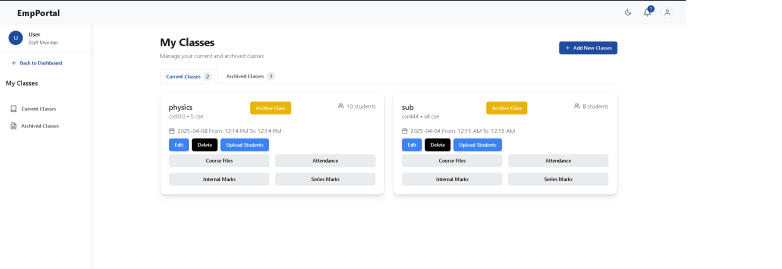 EmpPortal
1
U
User
Staff Member
Back to Dashboard
My Classes
Current Classes
Archived Classes
My Classes
Manage your current and archived classes
+ Add New Classes
Current Classes 2
Archived Classes 3
physics
Archive Class
10 students
cst010 • 5 cse
2025-04-08 From: 12:14 PM To: 12:14 PM
Edit
Delete
Upload Students
Course Files
Attendance
Internal Marks
Series Marks
sub
Archive Class
8 students
csn444 • s4 cse
2025-04-04 From: 12:15 AM To: 12:15 AM
Edit
Delete
Upload Students
Course Files
Attendance
Internal Marks
Series Marks